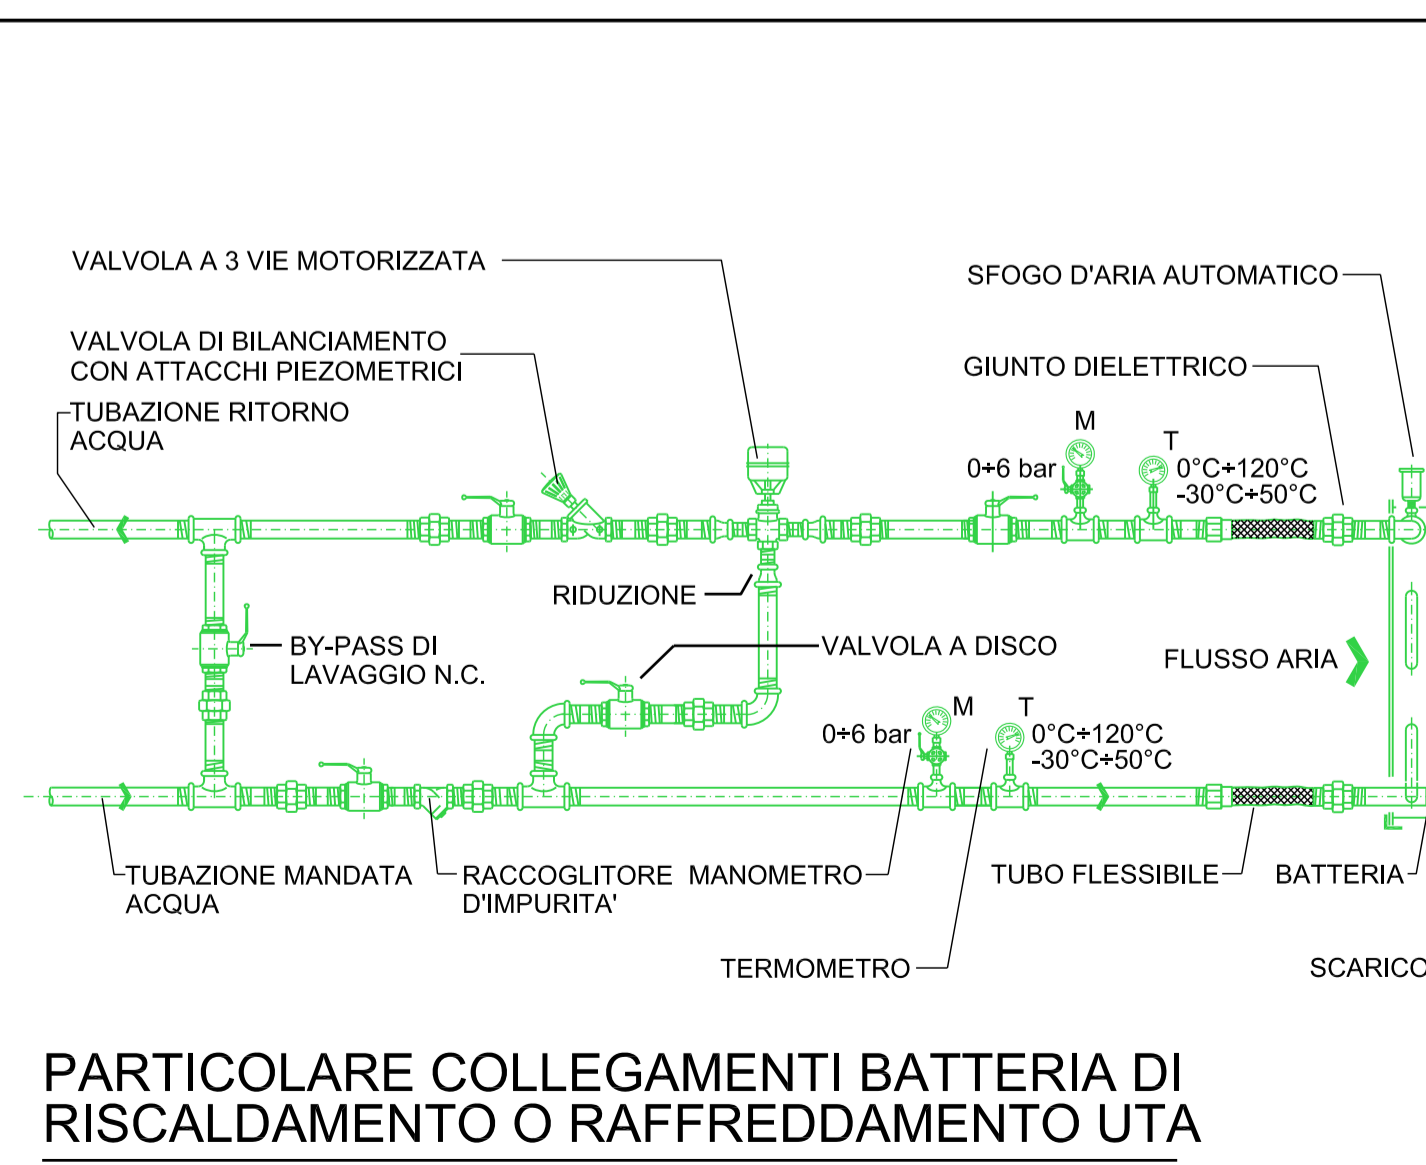 VALVOLA A 3 VIE MOTORIZZATA
SFOGO D'ARIA AUTOMATICO
VALVOLA DI BILANCIAMENTO
CON ATTACCHI PIEZOMETRICI
GIUNTO DIELETTRICO
TUBAZIONE RITORNO
ACQUA
M
T
0÷6 bar
0°C÷120°C
-30°C÷50°C
RIDUZIONE
BY-PASS DI
LAVAGGIO N.C.
VALVOLA A DISCO
FLUSSO ARIA
M
T
0÷6 bar
0°C÷120°C
-30°C÷50°C
TUBAZIONE MANDATA
ACQUA
RACCOGLITORE
D'IMPURITA'
MANOMETRO
TUBO FLESSIBILE
BATTERIA
TERMOMETRO
SCARICO
PARTICOLARE COLLEGAMENTI BATTERIA DI
RISCALDAMENTO O RAFFREDDAMENTO UTA